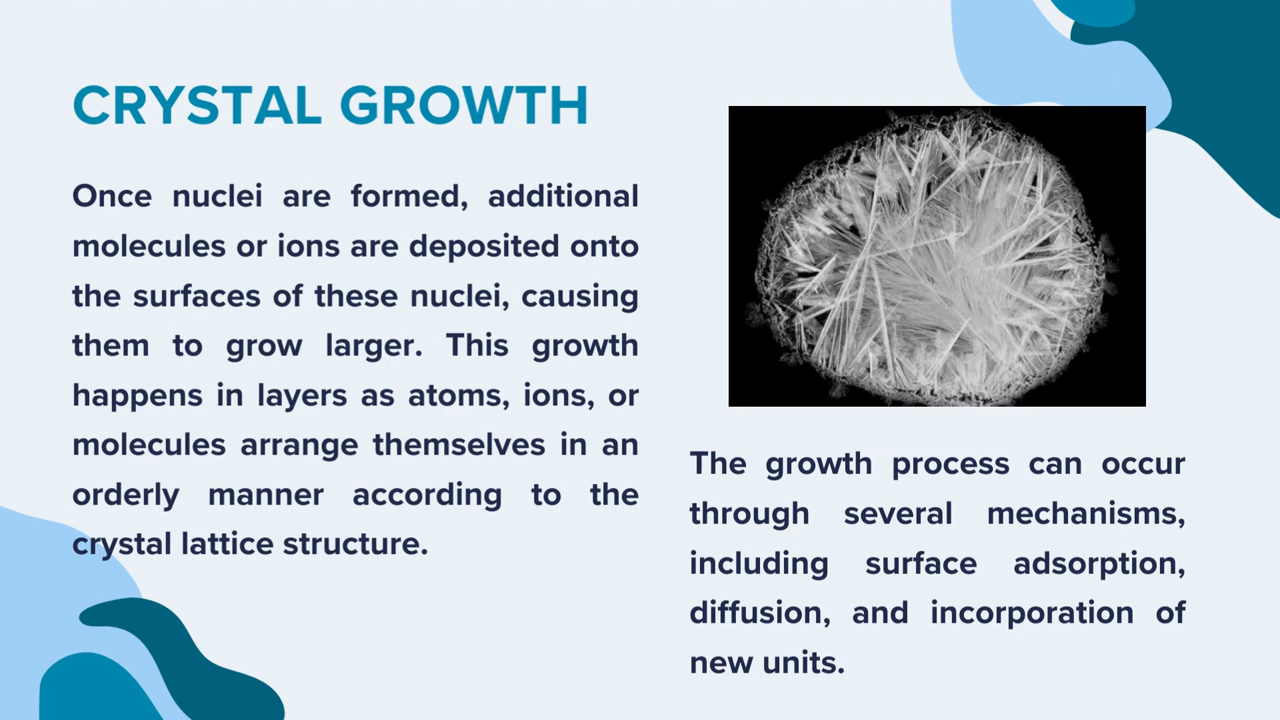 CRYSTAL GROWTH
Once nuclei are formed, additional
molecules or ions are deposited onto
the surfaces of these nuclei, causing
them to grow larger. This growth
happens in layers as atoms, ions, or
molecules arrange themselves in an
orderly manner according to the
crystal lattice structure.
The growth process can occur
through several mechanisms,
including surface adsorption,
diffusion, and incorporation of
new units.